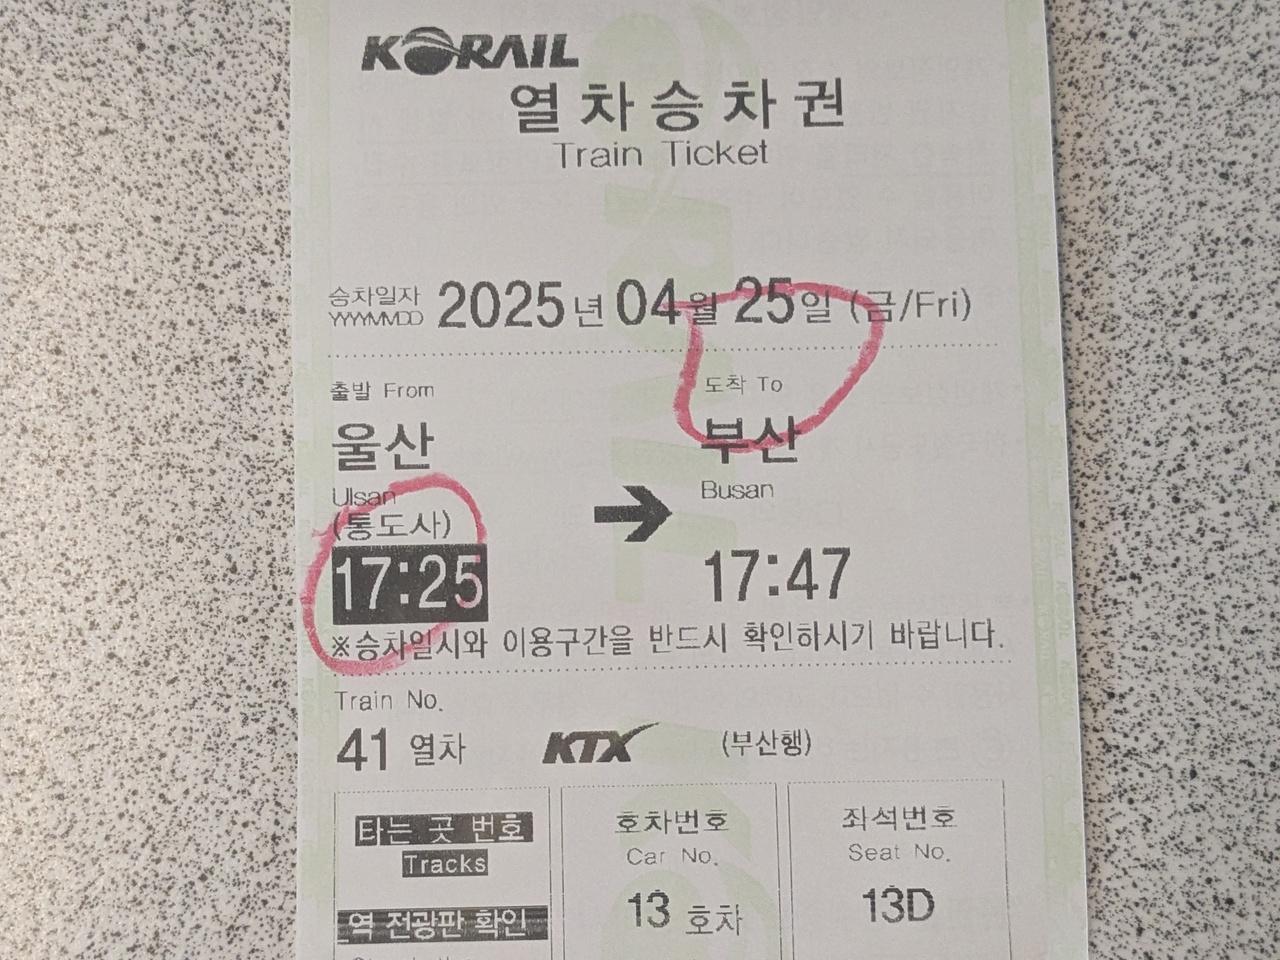 KORAIL
열차승차권
Train Ticket
승차일자 YYYYMMDD 2025년 04월 25일 (금/Fri)
출발 From 도착 To
울산 부산
Ulsan Busan
(통도사)
17:25 17:47
※승차일시와 이용구간을 반드시 확인하시기 바랍니다.
Train No.
41 열차 KTX (부산행)
타는 곳 번호 호차번호 좌석번호
Tracks Car No. Seat No.
역 전광판 확인 13 호차 13D